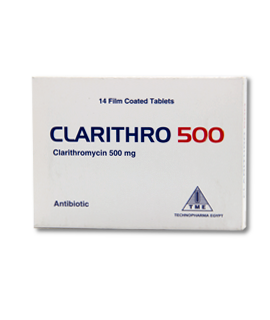 14 Film Coated Tablets
CLARITHRO 500
Clarithromycin 500 mg
Antibiotic
TME
TECHNOPHARMA EGYPT